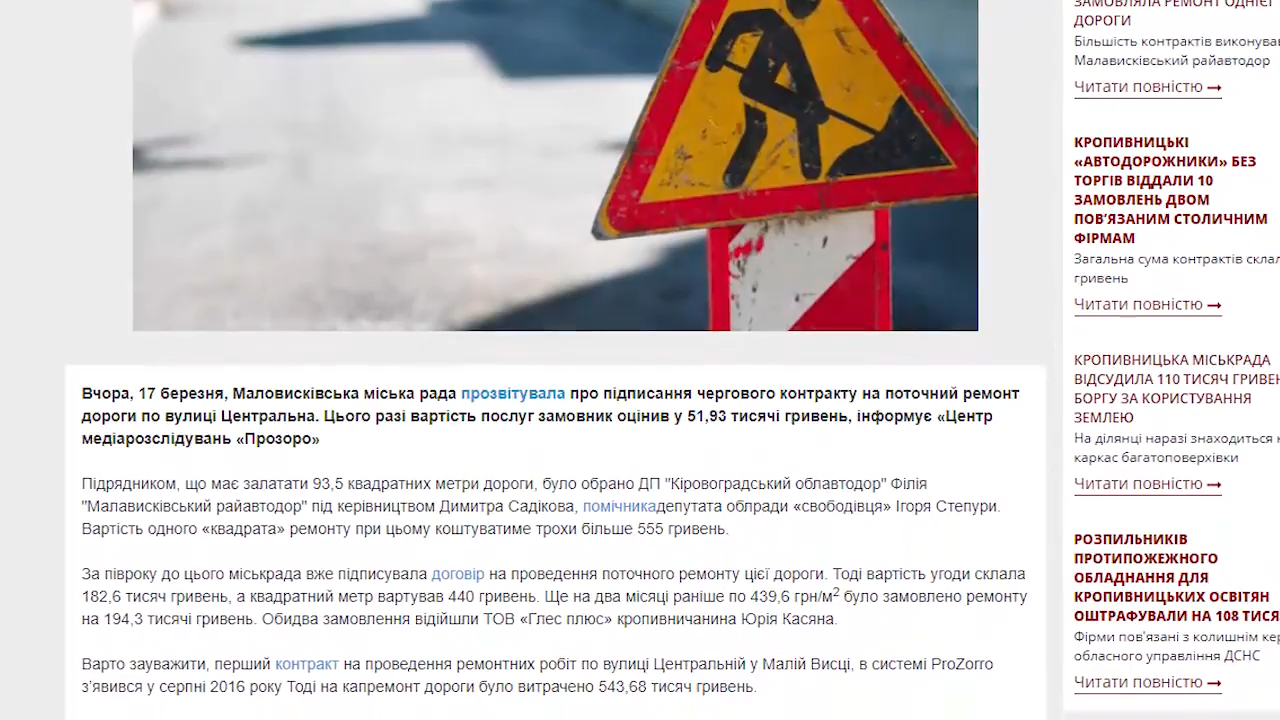 Вчора, 17 березня, Маловисківська міська рада прозвітувала про підписання чергового контракту на поточний ремонт
дороги по вулиці Центральна. Цього разі вартість послуг замовник оцінив у 51,93 тисячі гривень, інформує «Центр
медіарозслідувань «Прозоро»
Підрядником, що має залатати 93,5 квадратних метри дороги, було обрано ДП "Кіровоградський облавтодор" Філія
"Малависківський райавтодор" під керівництвом Димитра Садікова, помічникадепутата облради «свободівця» Ігоря Степури.
Вартість одного «квадрата» ремонту при цьому коштуватиме трохи більше 555 гривень.
За півроку до цього міськрада вже підписувала договір на проведення поточного ремонту цієї дороги. Тоді вартість угоди склала
182,6 тисяч гривень, а квадратний метр вартував 440 гривень. Ще на два місяці раніше по 439,6 грн/м2 було замовлено ремонту
на 194,3 тисячі гривень. Обидва замовлення відійшли ТОВ «Глес плюс» кропивничанина Юрія Касяна.
Варто зауважити, перший контракт на проведення ремонтних робіт по вулиці Центральній у Малій Висці, в системі ProZorro
з’явився у серпні 2016 року Тоді на капремонт дороги було витрачено 543,68 тисяч гривень.
ЗАМОВЛЯЛА РЕМОНТ ОДНІЄЇ
ДОРОГИ
Більшість контрактів виконував
Малависківський райавтодор
Читати повністю →
КРОПИВНИЦЬКІ
«АВТОДОРОЖНИКИ» БЕЗ
ТОРГІВ ВІДДАЛИ 10
ЗАМОВЛЕНЬ ДВОМ
ПОВ’ЯЗАНИМ СТОЛИЧНИМ
ФІРМАМ
Загальна сума контрактів скла
гривень
Читати повністю →
КРОПИВНИЦЬКА МІСЬКРАДА
ВІДСУДИЛА 110 ТИСЯЧ ГРИВЕН
БОРГУ ЗА КОРИСТУВАННЯ
ЗЕМЛЕЮ
На ділянці наразі знаходиться
каркас багатоповерхівки
Читати повністю →
РОЗПИЛЬНИКІВ
ПРОТИПОЖЕЖНОГО
ОБЛАДНАННЯ ДЛЯ
КРОПИВНИЦЬКИХ ОСВІТЯН
ОШТРАФУВАЛИ НА 108 ТИСЯ
Фірми пов'язані з колишнім кер
обласного управління ДСНС
Читати повністю →